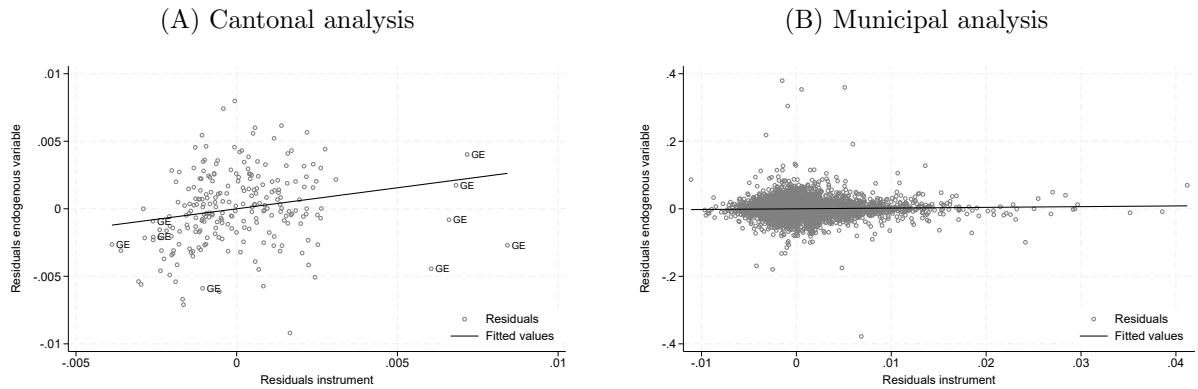 (A) Cantonal analysis
Residuals endogenous variable
.01
.005
0
-.005
-.01
GE
GE
GE
GE
GE
GE
GE
GE
GE
Residuals
Fitted values
-.005
0
.005
.01
Residuals instrument
(B) Municipal analysis
Residuals endogenous variable
.4
.2
0
-.2
-.4
Residuals
Fitted values
-.01
0
.01
.02
.03
.04
Residuals instrument